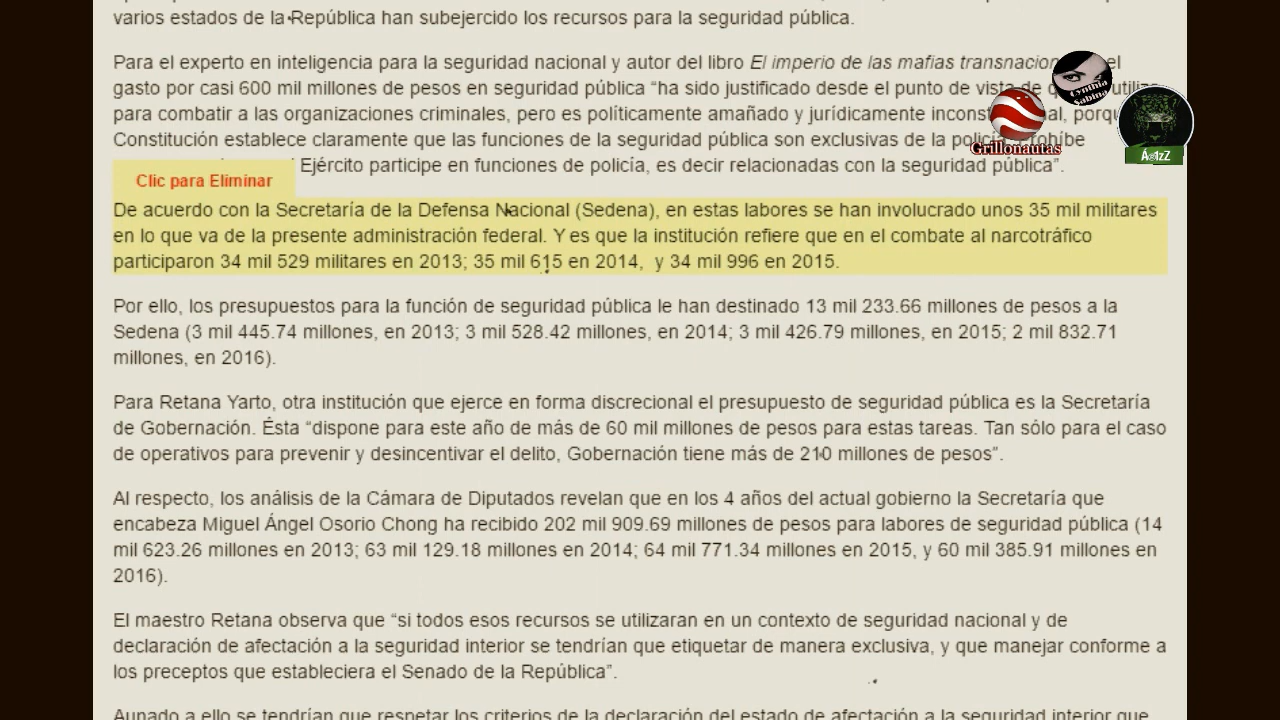 varios estados de la República han subejercido los recursos para la seguridad pública.
Para el experto en inteligencia para la seguridad nacional y autor del libro El imperio de las mafias transnacion el
gasto por casi 600 mil millones de pesos en seguridad pública “ha sido justificado desde el punto de vista de q utiliz
para combatir a las organizaciones criminales, pero es políticamente amañado y jurídicamente incons al, porqu
Constitución establece claramente que las funciones de la seguridad pública son exclusivas de la policía
Ejército participe en funciones de policía, es decir relacionadas con la seguridad pública”.
Clic para Eliminar
De acuerdo con la Secretaría de la Defensa Nacional (Sedena), en estas labores se han involucrado unos 35 mil militares
en lo que va de la presente administración federal. Y es que la institución refiere que en el combate al narcotráfico
participaron 34 mil 529 militares en 2013; 35 mil 615 en 2014, y 34 mil 996 en 2015.
Por ello, los presupuestos para la función de seguridad pública le han destinado 13 mil 233.66 millones de pesos a la
Sedena (3 mil 445.74 millones, en 2013; 3 mil 528.42 millones, en 2014; 3 mil 426.79 millones, en 2015; 2 mil 832.71
millones, en 2016).
Para Retana Yarto, otra institución que ejerce en forma discrecional el presupuesto de seguridad pública es la Secretaría
de Gobernación. Ésta “dispone para este año de más de 60 mil millones de pesos para estas tareas. Tan sólo para el caso
de operativos para prevenir y desincentivar el delito, Gobernación tiene más de 210 millones de pesos”.
Al respecto, los análisis de la Cámara de Diputados revelan que en los 4 años del actual gobierno la Secretaría que
encabeza Miguel Ángel Osorio Chong ha recibido 202 mil 909.69 millones de pesos para labores de seguridad pública (14
mil 623.26 millones en 2013; 63 mil 129.18 millones en 2014; 64 mil 771.34 millones en 2015, y 60 mil 385.91 millones en
2016).
El maestro Retana observa que “si todos esos recursos se utilizaran en un contexto de seguridad nacional y de
declaración de afectación a la seguridad interior se tendrían que etiquetar de manera exclusiva, y que manejar conforme a
los preceptos que estableciera el Senado de la República”.
Aunado a ello se tendrían que respetar los criterios de la declaración del estado de afectación a la seguridad interior que
Cynthia
Sabina
Grillonautas